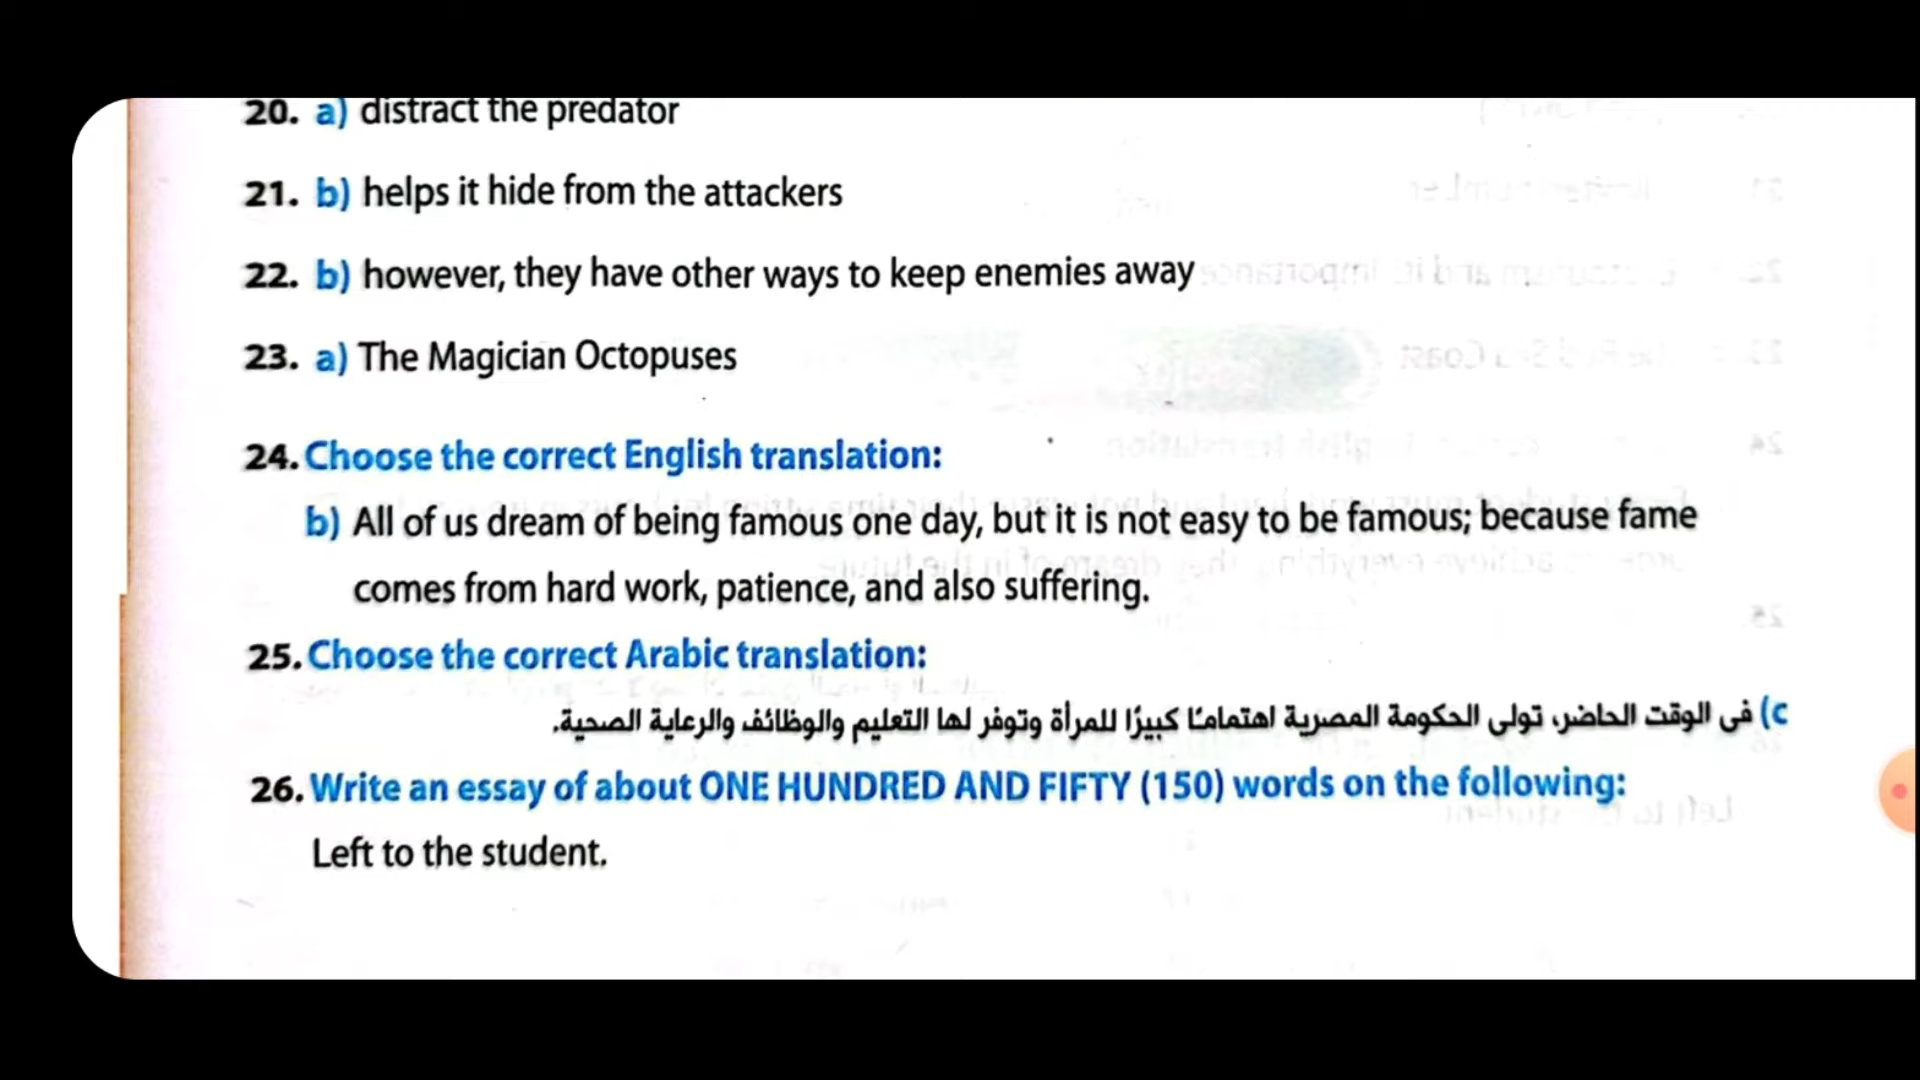 20. a) distract the predator
21. b) helps it hide from the attackers
22. b) however, they have other ways to keep enemies away
23. a) The Magician Octopuses
24. Choose the correct English translation:
b) All of us dream of being famous one day, but it is not easy to be famous; because fame
comes from hard work, patience, and also suffering.
25. Choose the correct Arabic translation:
c) فى الوقت الحاضر، تولى الحكومة المصرية اهتمامًا كبيرًا للمرأة وتوفر لها التعليم والوظائف والرعاية الصحية.
26. Write an essay of about ONE HUNDRED AND FIFTY (150) words on the following:
Left to the student.